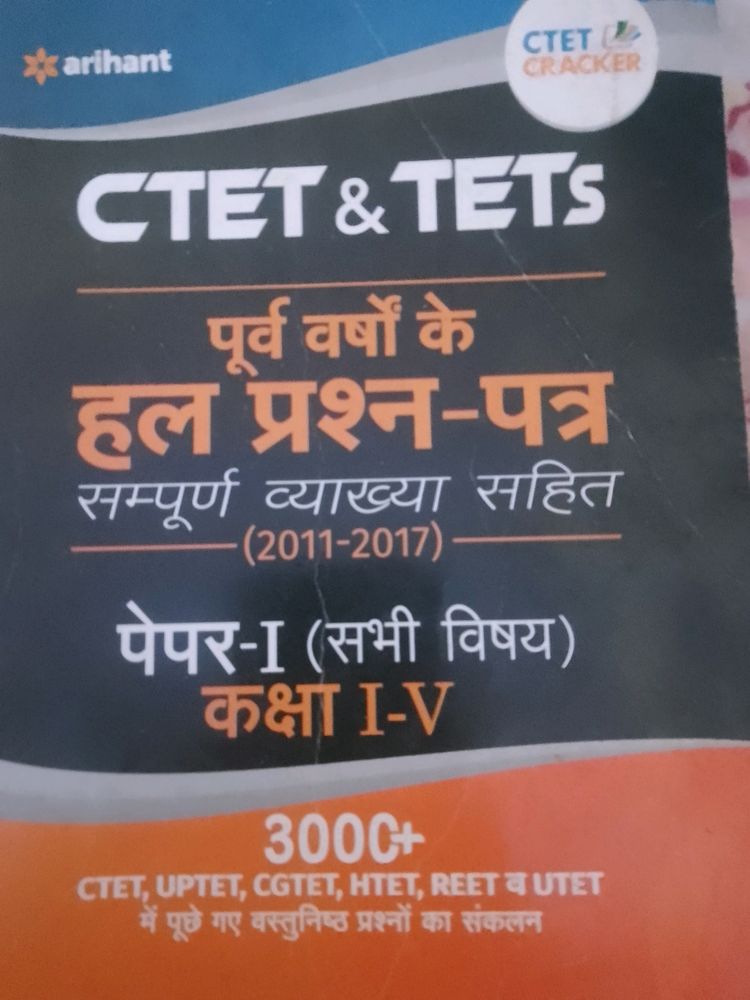 arihant
CTET
CRACKER
CTET & TETs
पूर्व वर्षों के
हल प्रश्न-पत्र
सम्पूर्ण व्याख्या सहित
(2011-2017)
पेपर-I (सभी विषय)
कक्षा I-V
3000+
CTET, UPTET, CGTET, HTET, REET व UTET
में पूछे गए वस्तुनिष्ठ प्रश्नों का संकलन